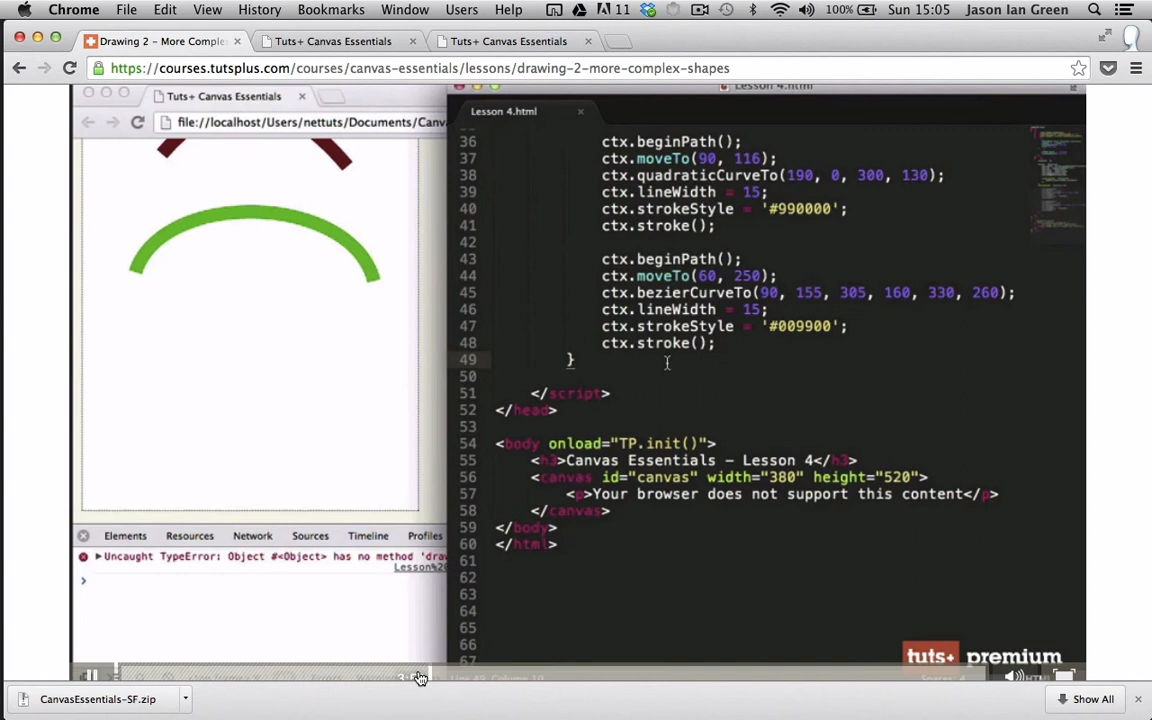 Chrome File Edit View History Bookmarks Window Users Help 11 100% Sun 15:05 Jason Ian Green
Drawing 2 – More Comple × Tuts+ Canvas Essentials × Tuts+ Canvas Essentials ×
https://courses.tutsplus.com/courses/canvas-essentials/lessons/drawing-2-more-complex-shapes
Tuts+ Canvas Essentials ×
file://localhost/Users/nettuts/Documents/Canv
Lesson 4.html
Lesson 4.html ×
36 ctx.beginPath();
37 ctx.moveTo(90, 116);
38 ctx.quadraticCurveTo(190, 0, 300, 130);
39 ctx.lineWidth = 15;
40 ctx.strokeStyle = '#990000';
41 ctx.stroke();
42
43 ctx.beginPath();
44 ctx.moveTo(60, 250);
45 ctx.bezierCurveTo(90, 155, 305, 160, 330, 260);
46 ctx.lineWidth = 15;
47 ctx.strokeStyle = '#009900';
48 ctx.stroke();
49 }
50
51 </script>
52 </head>
53
54 <body onload="TP.init()">
55 <h3>Canvas Essentials – Lesson 4</h3>
56 <canvas id="canvas" width="380" height="520">
57 <p>Your browser does not support this content</p>
58 </canvas>
59 </body>
60 </html>
61
62
63
64
65
66
67
Elements Resources Network Sources Timeline Profiles
Uncaught TypeError: Object #<Object> has no method 'draw
Lesson%20
tuts+ premium
CanvasEssentials-SF.zip
Show All ×